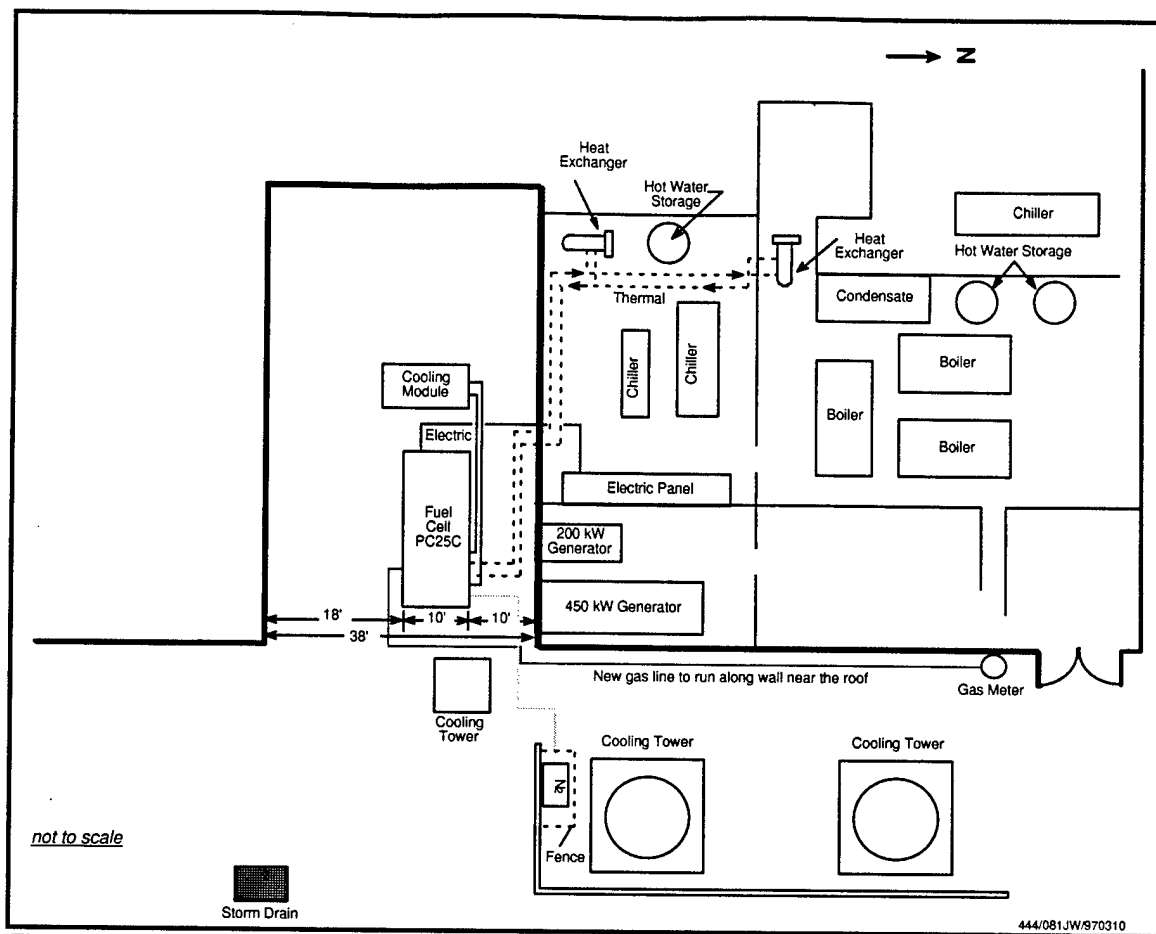 N
Heat
Exchanger
Hot Water
Storage
Chiller
Heat
Exchanger
Hot Water Storage
Thermal
Condensate
Chiller
Chiller
Boiler
Cooling
Module
Boiler
Electric
Boiler
Electric Panel
Fuel
Cell
PC25C
200 kW
Generator
450 kW Generator
18'
10'
10'
38'
New gas line to run along wall near the roof
Gas Meter
Cooling
Tower
Cooling Tower
Cooling Tower
N2
not to scale
Fence
Storm Drain
444/081JW/970310